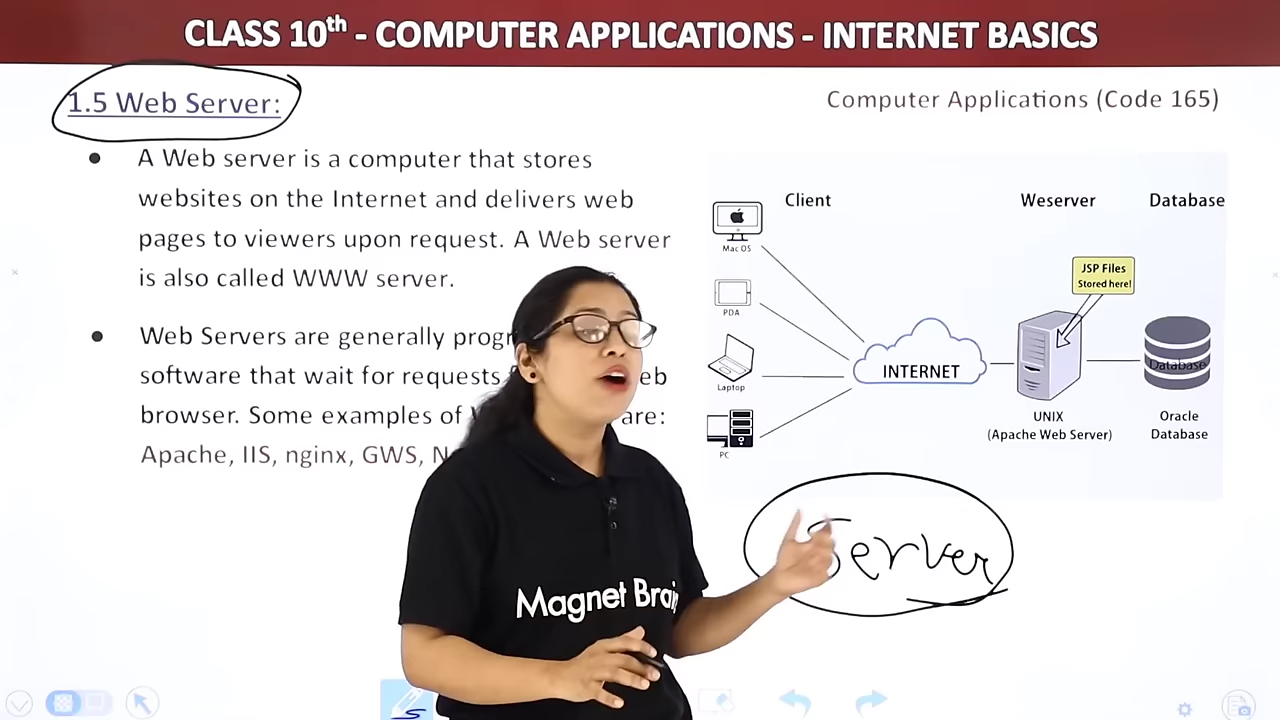 CLASS 10th - COMPUTER APPLICATIONS - INTERNET BASICS
1.5 Web Server:
Computer Applications (Code 165)
A Web server is a computer that stores
websites on the Internet and delivers web
pages to viewers upon request. A Web server
is also called WWW server.
Web Servers are generally
software that wait for requests
browser. Some examples of are:
Apache, IIS, nginx, GWS,
Client
Weserver
Database
Mac OS
PDA
Laptop
PC
INTERNET
JSP Files
Stored here!
UNIX
(Apache Web Server)
Database
Oracle
Database
Server
Magnet Brain